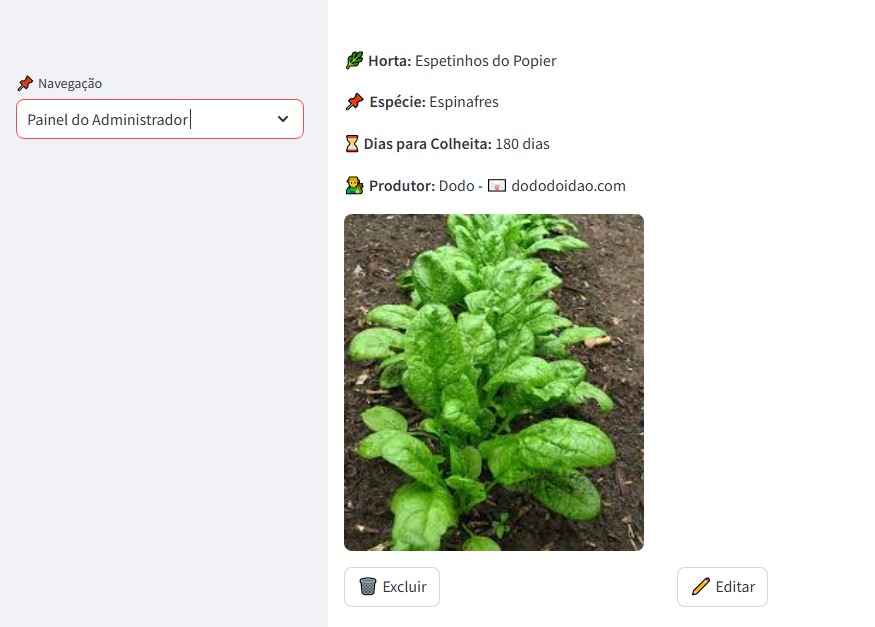 Navegação
Painel do Administrador
Horta: Espetinhos do Popier
Espécie: Espinafres
Dias para Colheita: 180 dias
Produtor: Dodo - dododoidao.com
Excluir
Editar